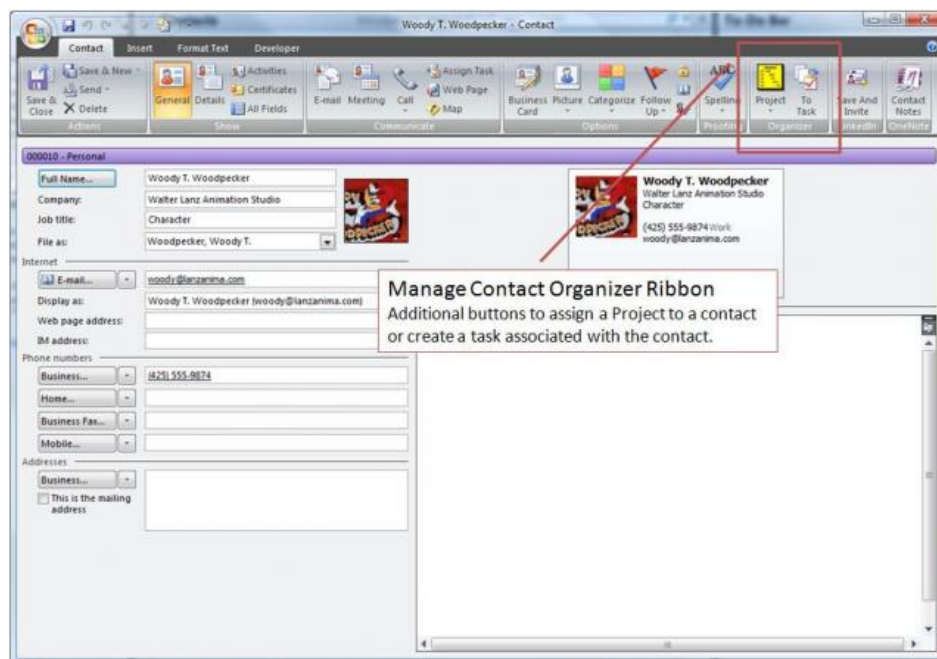 Woody T. Woodpecker - Contact
To-Do Bar
Contact Insert Format Text Developer
Save & Close
Save & New
Send
Delete
Actions
General
Details
Activities
Certificates
All Fields
Show
E-mail
Meeting
Call
Assign Task
Web Page
Map
Communicate
Business Card
Picture
Categorize
Follow Up
Options
ABC
Spelling
Proofing
Project
To Task
Organizer
Save And Invite
LinkedIn
Contact Notes
OneNote
000010 - Personal
Full Name... Woody T. Woodpecker
Company: Walter Lanz Animation Studio
Job title: Character
File as: Woodpecker, Woody T.
Internet
E-mail... woody@lanzanima.com
Display as: Woody T. Woodpecker (woody@lanzanima.com)
Web page address:
IM address:
Phone numbers
Business... (425) 555-9874
Home...
Business Fax...
Mobile...
Addresses
Business...
This is the mailing
address
Woody T. Woodpecker
Walter Lanz Animation Studio
Character
(425) 555-9874 Work
woody@lanzanima.com
Manage Contact Organizer Ribbon
Additional buttons to assign a Project to a contact
or create a task associated with the contact.